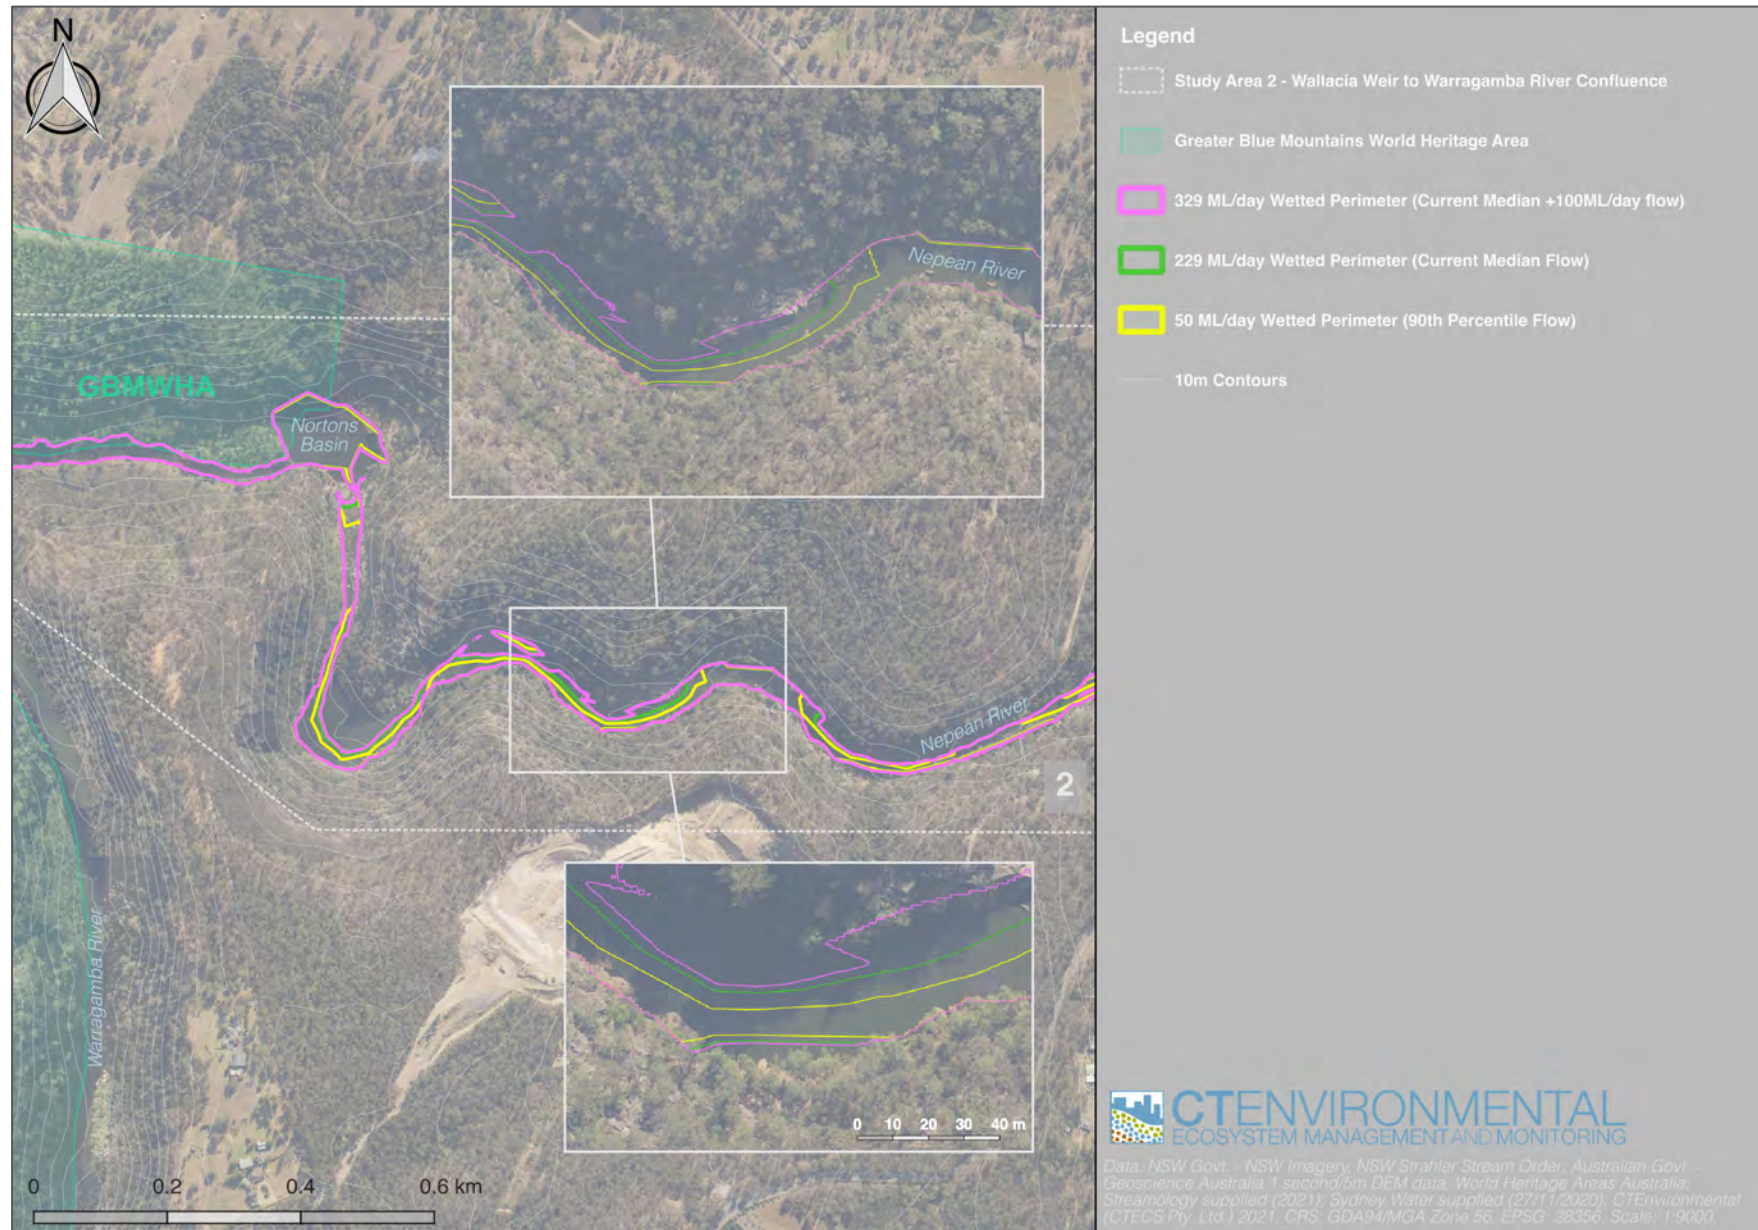 N
GBMWHA
Nortons
Basin
Nepean River
Nepean River
2
Warragamba River
0 10 20 30 40 m
0 0.2 0.4 0.6 km
Legend
Study Area 2 - Wallacia Weir to Warragamba River Confluence
Greater Blue Mountains World Heritage Area
329 ML/day Wetted Perimeter (Current Median +100ML/day flow)
229 ML/day Wetted Perimeter (Current Median Flow)
50 ML/day Wetted Perimeter (90th Percentile Flow)
10m Contours
CTENVIRONMENTAL
ECOSYSTEM MANAGEMENT AND MONITORING
Data: NSW Govt. - NSW Imagery, NSW Strahler Stream Order; Australian Govt. -
Geoscience Australia 1 second/5m DEM data, World Heritage Areas Australia;
Streamology supplied (2021); Sydney Water supplied (27/11/2020); CTEnvironmental
(CTECS Pty. Ltd.) 2021. CRS: GDA94/MGA Zone 56. EPSG: 28356. Scale: 1:9000